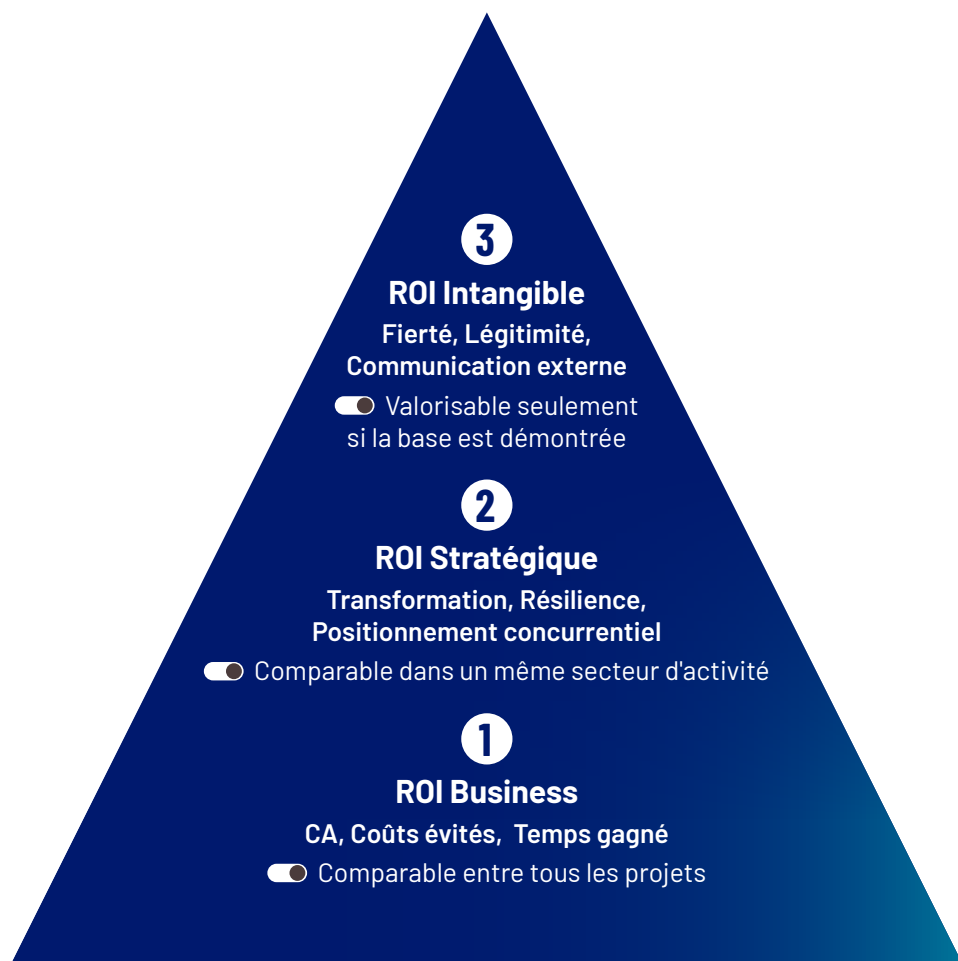 3
ROI Intangible
Fierté, Légitimité,
Communication externe
Valorisable seulement
si la base est démontrée
2
ROI Stratégique
Transformation, Résilience,
Positionnement concurrentiel
Comparable dans un même secteur d'activité
1
ROI Business
CA, Coûts évités, Temps gagné
Comparable entre tous les projets